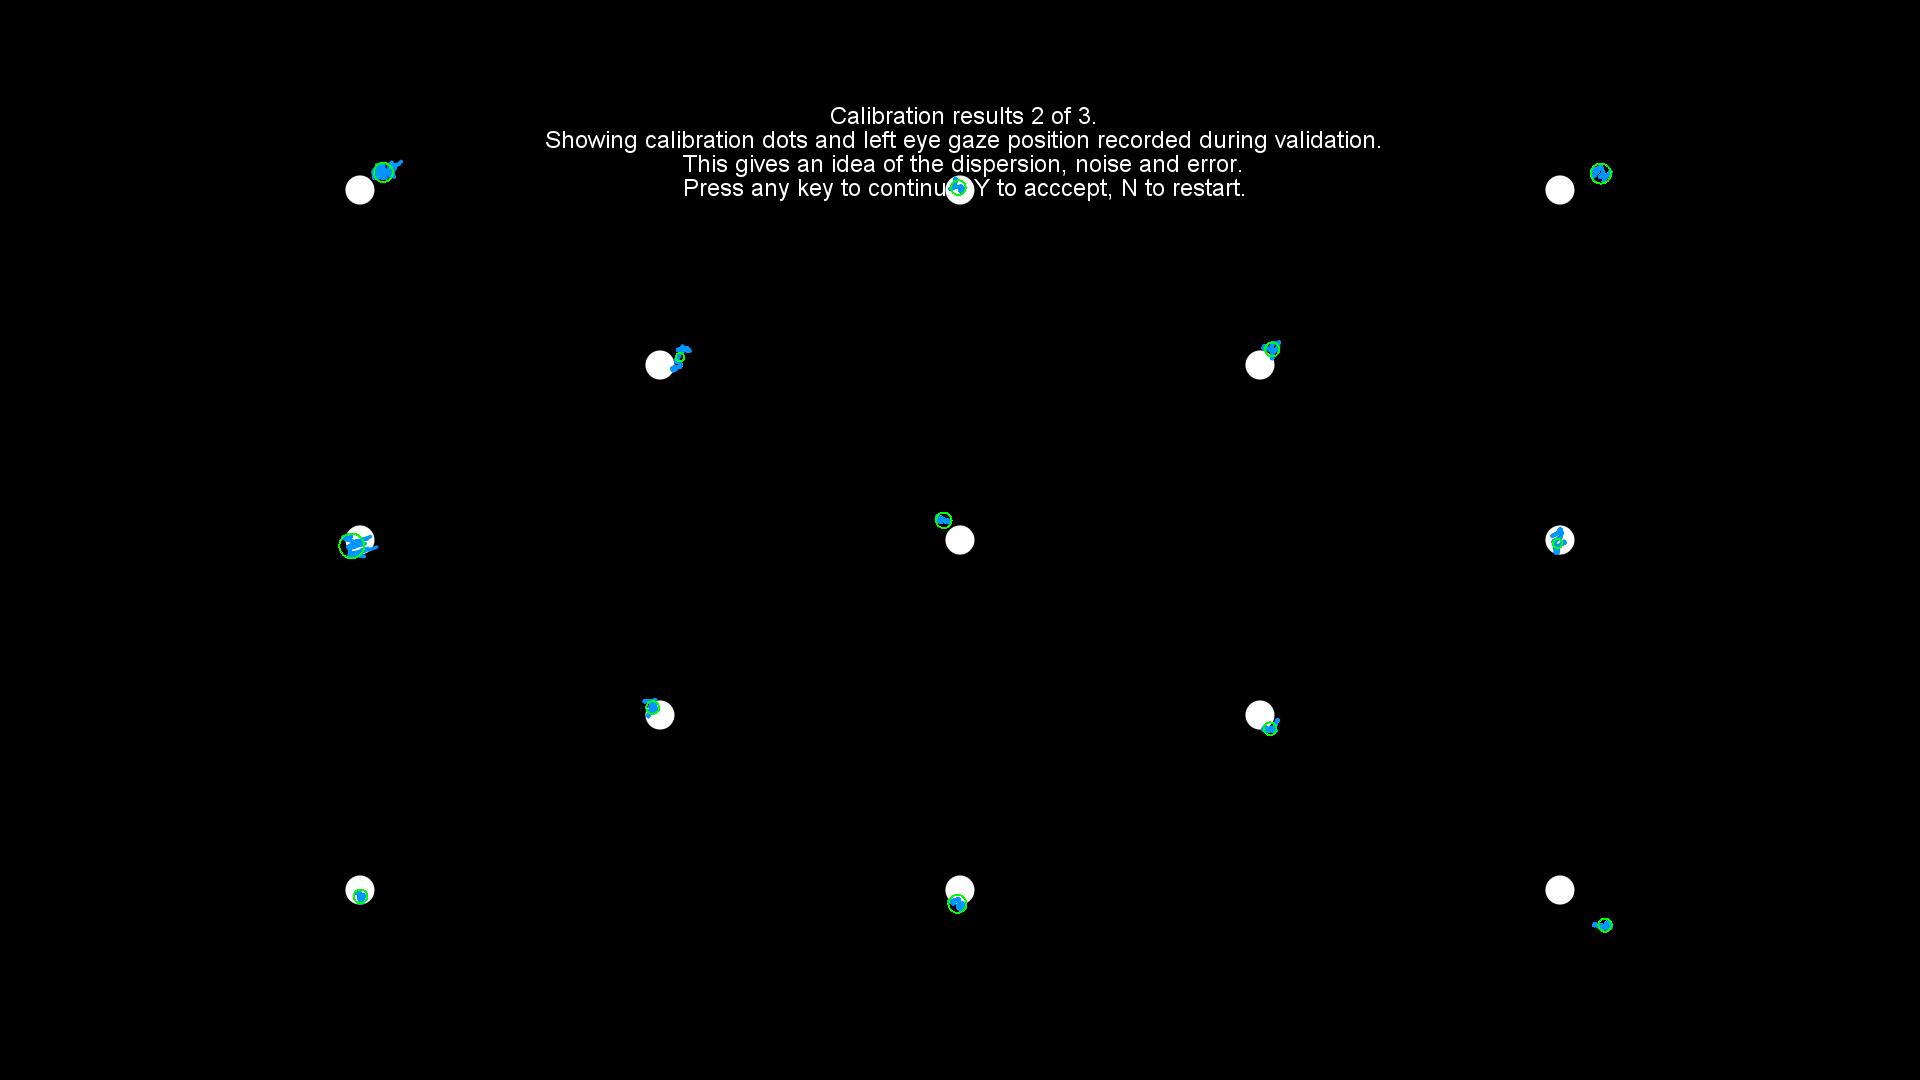 Calibration results 2 of 3.
Showing calibration dots and left eye gaze position recorded during validation.
This gives an idea of the dispersion, noise and error.
Press any key to continu Y to acccept, N to restart.